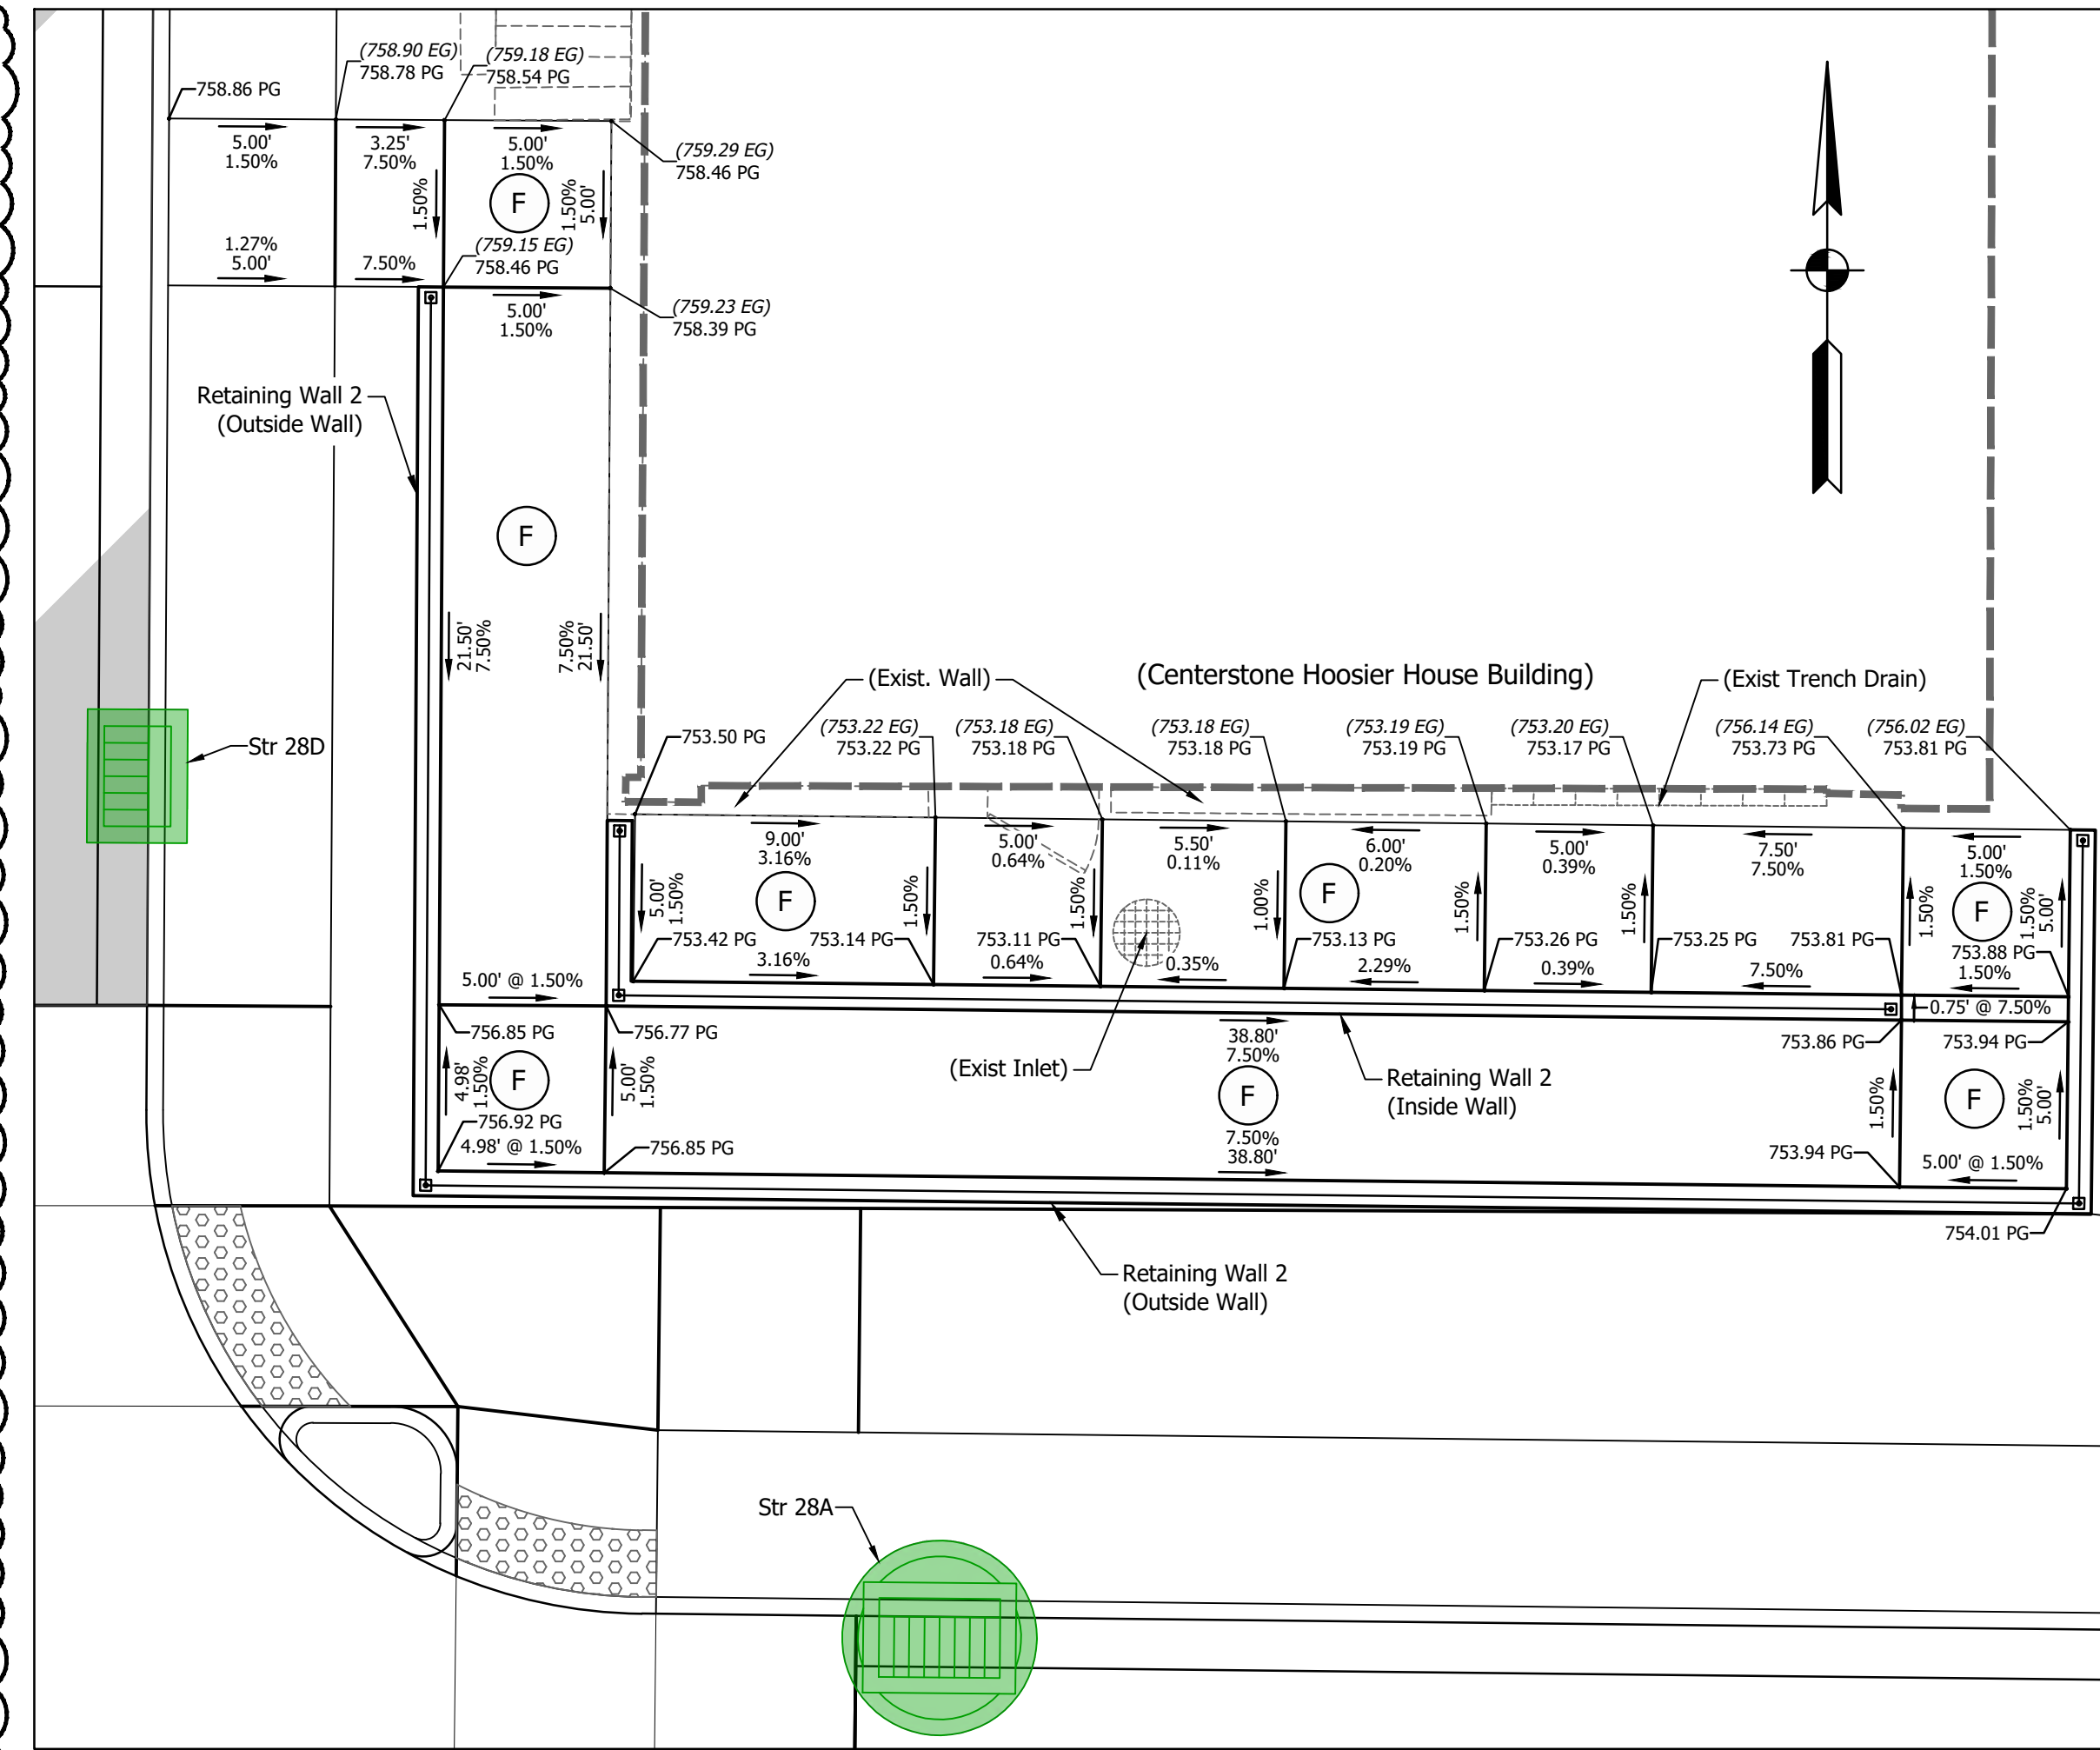 (758.90 EG)
758.78 PG
(759.18 EG)
758.54 PG
758.86 PG
5.00'
1.50%
3.25'
7.50%
5.00'
1.50%
(759.29 EG)
758.46 PG
1.50%
F
1.50%
5.00'
1.27%
5.00'
7.50%
(759.15 EG)
758.46 PG
5.00'
1.50%
(759.23 EG)
758.39 PG
Retaining Wall 2
(Outside Wall)
F
21.50'
7.50%
7.50%
21.50'
(Exist. Wall)
(Centerstone Hoosier House Building)
(Exist Trench Drain)
Str 28D
753.50 PG
(753.22 EG)
753.22 PG
(753.18 EG)
753.18 PG
(753.18 EG)
753.18 PG
(753.19 EG)
753.19 PG
(753.20 EG)
753.17 PG
(756.14 EG)
753.73 PG
(756.02 EG)
753.81 PG
9.00'
3.16%
5.00'
0.64%
5.50'
0.11%
6.00'
0.20%
5.00'
0.39%
7.50'
7.50%
5.00'
1.50%
5.00'
1.50%
F
1.50%
1.50%
1.00%
F
1.50%
1.50%
1.50%
F
1.50%
5.00'
753.42 PG
753.14 PG
753.11 PG
753.13 PG
753.26 PG
753.25 PG
753.81 PG
753.88 PG
3.16%
0.64%
0.35%
2.29%
0.39%
7.50%
1.50%
5.00' @ 1.50%
0.75' @ 7.50%
756.85 PG
756.77 PG
38.80'
7.50%
753.86 PG
753.94 PG
(Exist Inlet)
Retaining Wall 2
(Inside Wall)
4.98'
1.50%
F
5.00'
1.50%
F
1.50%
F
1.50%
5.00'
756.92 PG
4.98' @ 1.50%
756.85 PG
7.50%
38.80'
753.94 PG
5.00' @ 1.50%
754.01 PG
Retaining Wall 2
(Outside Wall)
Str 28A